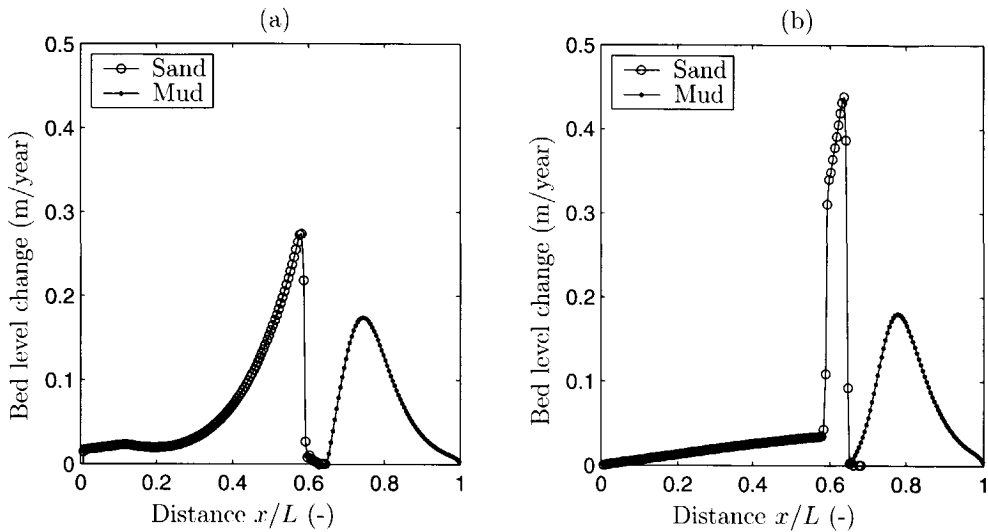 (a)
0.5
0.4
0.3
0.2
0.1
0
Sand
Mud
Bed level change (m/year)
0 0.2 0.4 0.6 0.8 1
Distance x/L (-)
(b)
0.5
0.4
0.3
0.2
0.1
0
Sand
Mud
Bed level change (m/year)
0 0.2 0.4 0.6 0.8 1
Distance x/L (-)